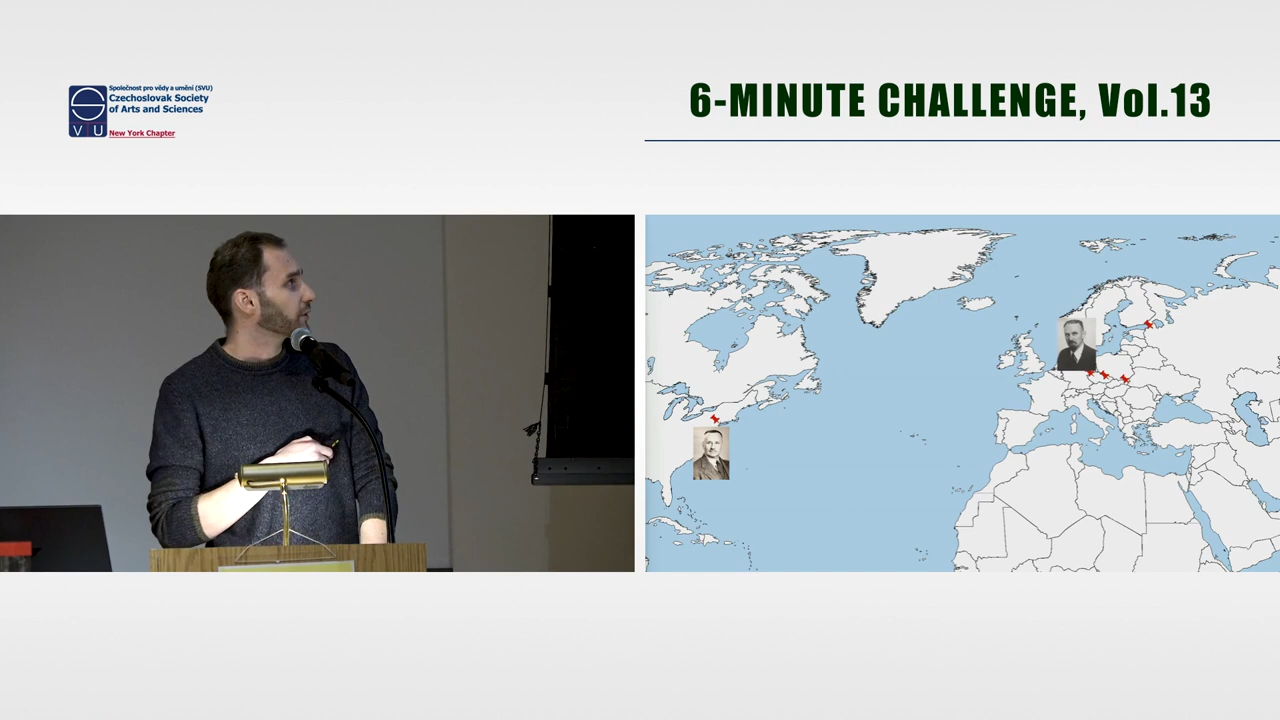 Společnost pro vědy a umění (SVU)
Czechoslovak Society
of Arts and Sciences
V U
New York Chapter
6-MINUTE CHALLENGE, Vol.13